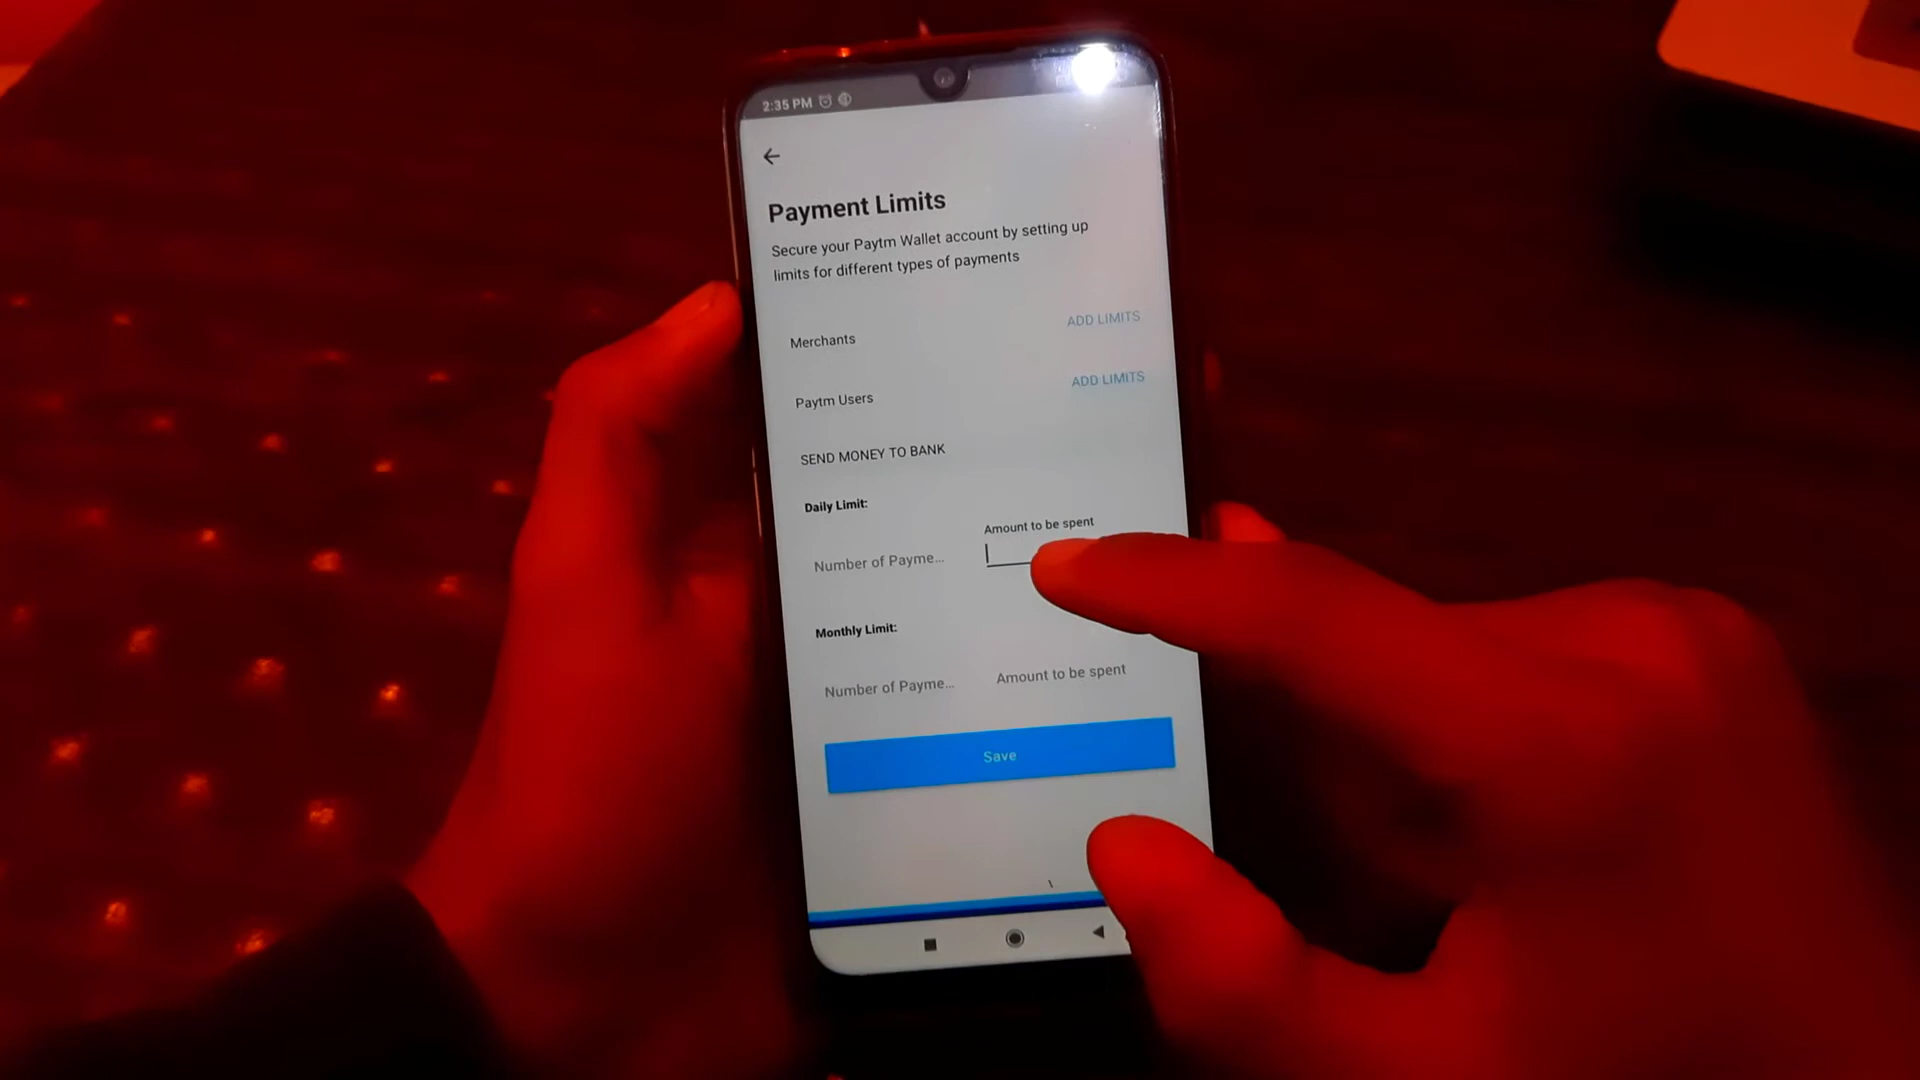 2:35 PM
Payment Limits
Secure your Paytm Wallet account by setting up
limits for different types of payments
Merchants
ADD LIMITS
Paytm Users
ADD LIMITS
SEND MONEY TO BANK
Daily Limit:
Number of Payme...
Amount to be spent
Monthly Limit:
Number of Payme...
Amount to be spent
Save